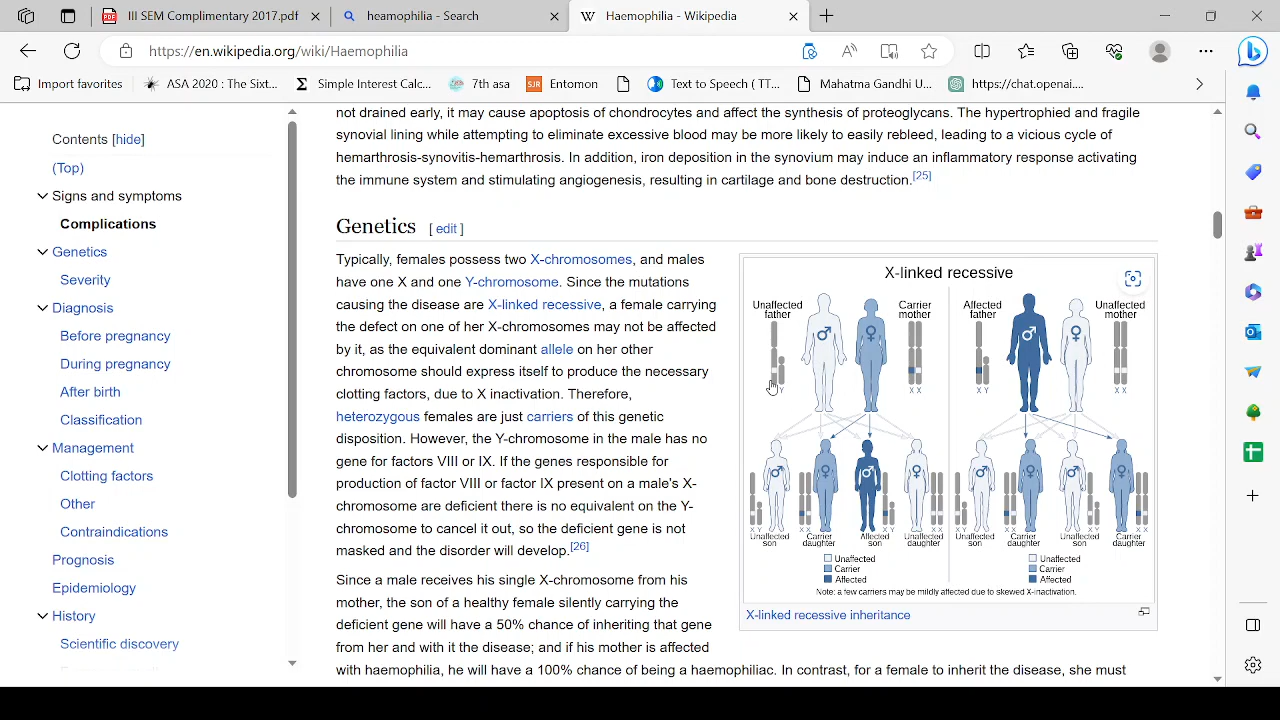 III SEM Complimentary 2017.pdf
heamophilia - Search
Haemophilia - Wikipedia
https://en.wikipedia.org/wiki/Haemophilia
Import favorites
ASA 2020 : The Sixt...
Simple Interest Calc...
7th asa
SJR
Entomon
Text to Speech ( TT...
Mahatma Gandhi U...
https://chat.openai....
Contents [hide]
(Top)
Signs and symptoms
Complications
Genetics
Severity
Diagnosis
Before pregnancy
During pregnancy
After birth
Classification
Management
Clotting factors
Other
Contraindications
Prognosis
Epidemiology
History
Scientific discovery
not drained early, it may cause apoptosis of chondrocytes and affect the synthesis of proteoglycans. The hypertrophied and fragile
synovial lining while attempting to eliminate excessive blood may be more likely to easily rebleed, leading to a vicious cycle of
hemarthrosis-synovitis-hemarthrosis. In addition, iron deposition in the synovium may induce an inflammatory response activating
the immune system and stimulating angiogenesis, resulting in cartilage and bone destruction.[25]
Genetics [ edit ]
Typically, females possess two X-chromosomes, and males
have one X and one Y-chromosome. Since the mutations
causing the disease are X-linked recessive, a female carrying
the defect on one of her X-chromosomes may not be affected
by it, as the equivalent dominant allele on her other
chromosome should express itself to produce the necessary
clotting factors, due to X inactivation. Therefore,
heterozygous females are just carriers of this genetic
disposition. However, the Y-chromosome in the male has no
gene for factors VIII or IX. If the genes responsible for
production of factor VIII or factor IX present on a male's X-
chromosome are deficient there is no equivalent on the Y-
chromosome to cancel it out, so the deficient gene is not
masked and the disorder will develop.[26]
Since a male receives his single X-chromosome from his
mother, the son of a healthy female silently carrying the
deficient gene will have a 50% chance of inheriting that gene
from her and with it the disease; and if his mother is affected
with haemophilia, he will have a 100% chance of being a haemophiliac. In contrast, for a female to inherit the disease, she must
X-linked recessive
Unaffected
father
Carrier
mother
Affected
father
Unaffected
mother
Y
X X
X Y
X X
X Y
X X
X Y
X X
X Y
X X
X Y
X X
Unaffected
son
Carrier
daughter
Affected
son
Unaffected
daughter
Unaffected
son
Carrier
daughter
Unaffected
son
Carrier
daughter
Unaffected
Carrier
Affected
Unaffected
Carrier
Affected
Note: a few carriers may be mildly affected due to skewed X-inactivation.
X-linked recessive inheritance